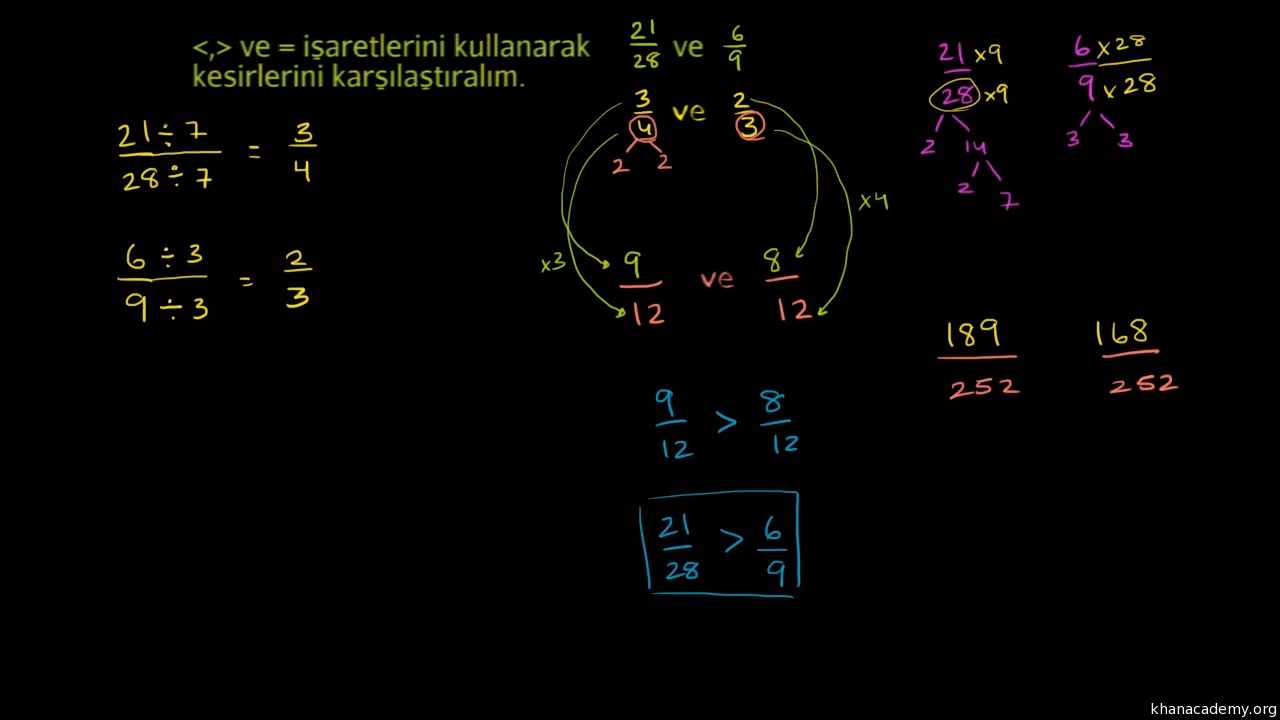 <,> ve = işaretlerini kullanarak 21/28 ve 6/9
kesirlerini karşılaştıralım.
3/4 ve 2/3
2 2
x3
x4
9/12 ve 8/12
9/12 > 8/12
21/28 > 6/9
21÷7/28÷7 = 3/4
6÷3/9÷3 = 2/3
21 x9/28 x9
2 14
2 7
6 x28/9 x28
3 3
189/252 168/252
khanacademy.org